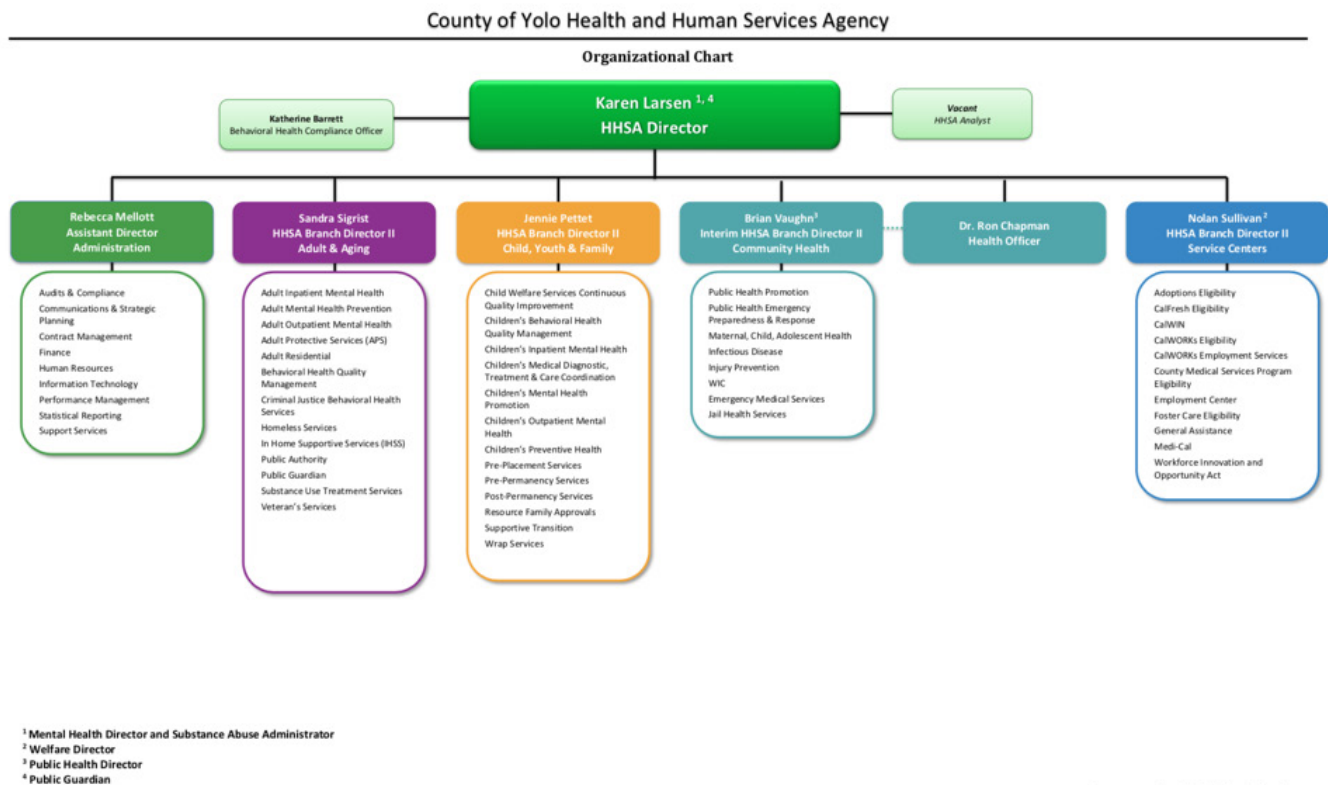 County of Yolo Health and Human Services Agency
Organizational Chart
Karen Larsen 1, 4
HHSA Director
Katherine Barrett
Behavioral Health Compliance Officer
Vacant
HHSA Analyst
Rebecca Mellott
Assistant Director
Administration
Audits & Compliance
Communications & Strategic
Planning
Contract Management
Finance
Human Resources
Information Technology
Performance Management
Statistical Reporting
Support Services
Sandra Sigrist
HHSA Branch Director II
Adult & Aging
Adult Inpatient Mental Health
Adult Mental Health Prevention
Adult Outpatient Mental Health
Adult Protective Services (APS)
Adult Residential
Behavioral Health Quality
Management
Criminal Justice Behavioral Health
Services
Homeless Services
In Home Supportive Services (IHSS)
Public Authority
Public Guardian
Substance Use Treatment Services
Veteran's Services
Jennie Pettet
HHSA Branch Director II
Child, Youth & Family
Child Welfare Services Continuous
Quality Improvement
Children's Behavioral Health
Quality Management
Children's Inpatient Mental Health
Children's Medical Diagnostic,
Treatment & Care Coordination
Children's Mental Health
Promotion
Children's Outpatient Mental
Health
Children's Preventive Health
Pre-Placement Services
Pre-Permanency Services
Post-Permanency Services
Resource Family Approvals
Supportive Transition
Wrap Services
Brian Vaughn3
Interim HHSA Branch Director II
Community Health
Public Health Promotion
Public Health Emergency
Preparedness & Response
Maternal, Child, Adolescent Health
Infectious Disease
Injury Prevention
WIC
Emergency Medical Services
Jail Health Services
Dr. Ron Chapman
Health Officer
Nolan Sullivan 2
HHSA Branch Director II
Service Centers
Adoptions Eligibility
CalFresh Eligibility
CalWIN
CalWORKs Eligibility
CalWORKs Employment Services
County Medical Services Program
Eligibility
Employment Center
Foster Care Eligibility
General Assistance
Medi-Cal
Workforce Innovation and
Opportunity Act
1 Mental Health Director and Substance Abuse Administrator
2 Welfare Director
3 Public Health Director
4 Public Guardian